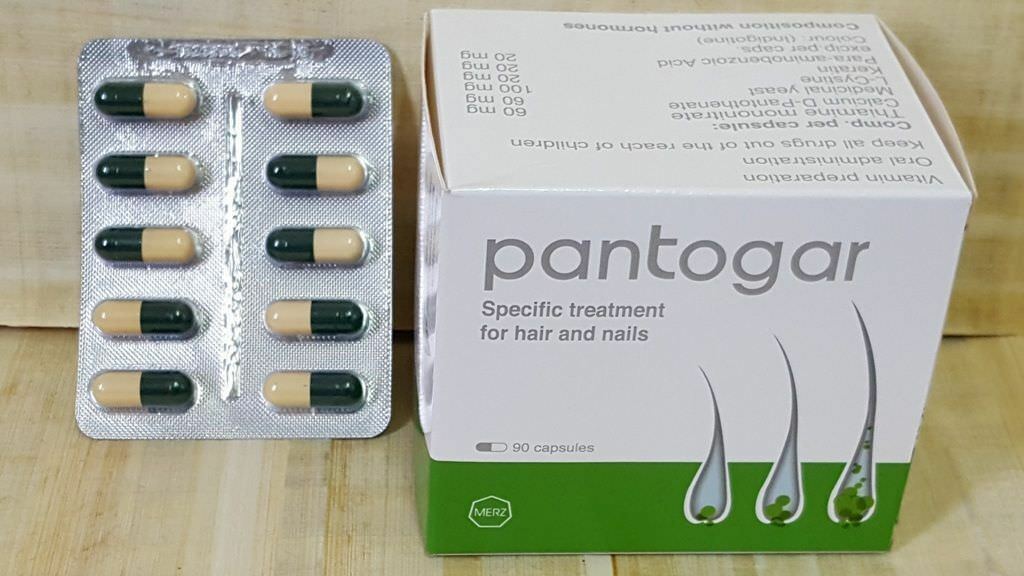 Vitamin preparation
Oral administration
Keep all drugs out of the reach of children
Comp. per capsule:
Thiamine mononitrate 60 mg
Calcium D-Pantothenate 60 mg
Medicinal yeast 100 mg
L-Cystine 20 mg
Keratin 20 mg
Para-aminobenzoic Acid 20 mg
excip per caps.
Colour: (Indigotine)
Composition without hormones
pantogar
Specific treatment
for hair and nails
90 capsules
MERZ